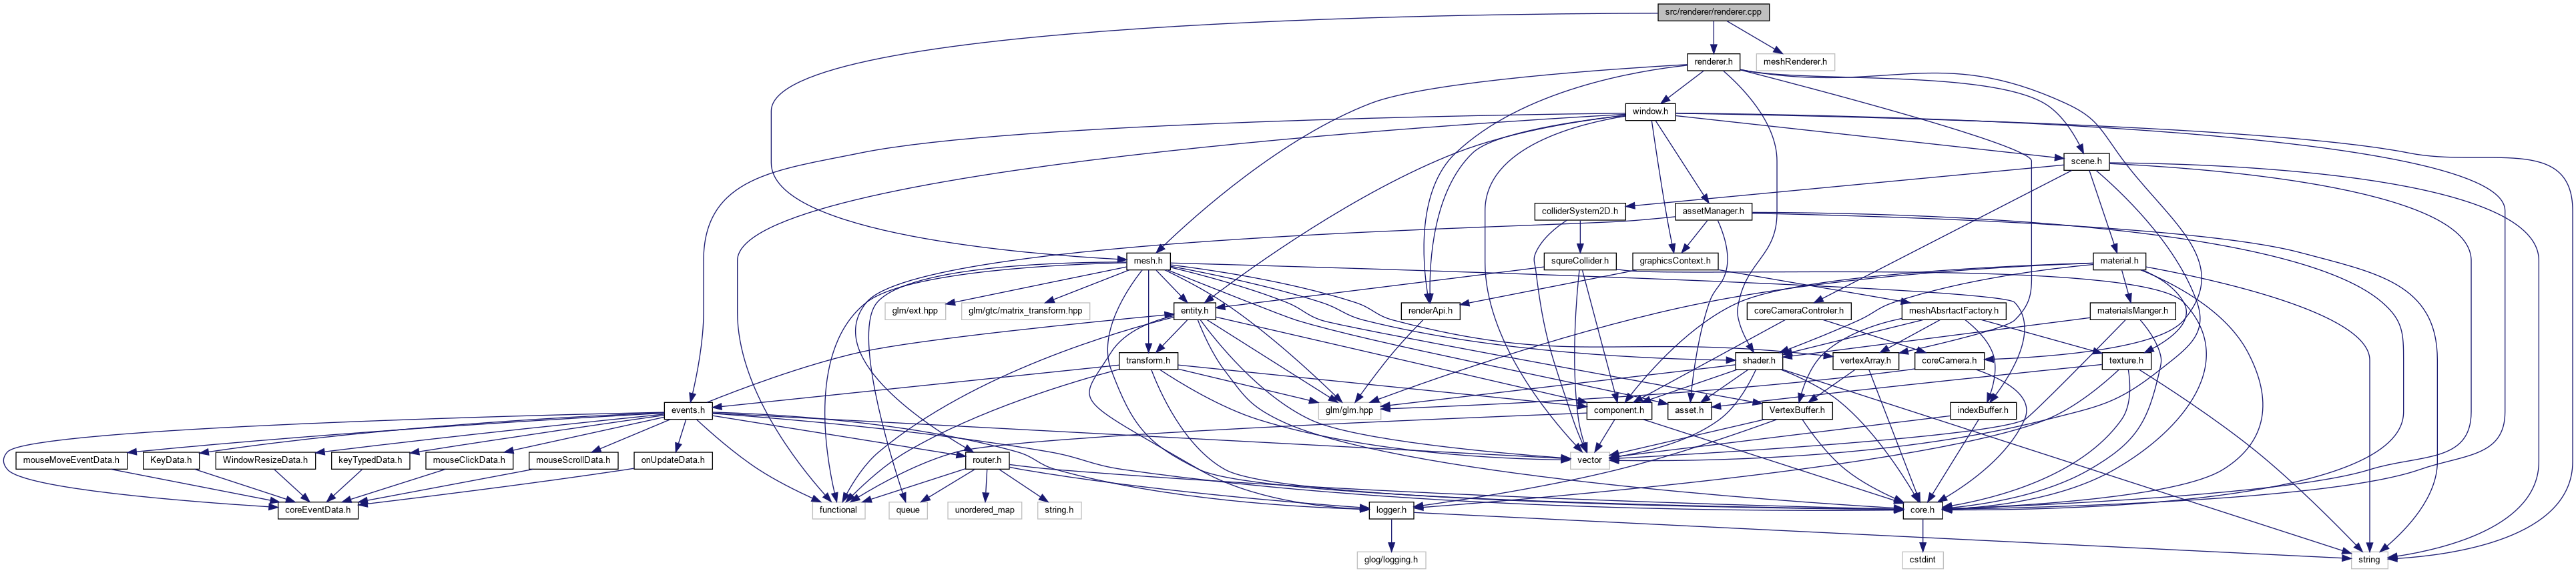 src/renderer/renderer.cpp
renderer.h
meshRenderer.h
window.h
scene.h
colliderSystem2D.h
assetManager.h
mesh.h
squreCollider.h
graphicsContext.h
material.h
glm/ext.hpp
glm/gtc/matrix_transform.hpp
entity.h
renderApi.h
coreCameraControler.h
meshAbsrtactFactory.h
materialsManger.h
transform.h
shader.h
vertexArray.h
coreCamera.h
texture.h
events.h
glm/glm.hpp
component.h
asset.h
VertexBuffer.h
indexBuffer.h
mouseMoveEventData.h
KeyData.h
WindowResizeData.h
keyTypedData.h
mouseClickData.h
mouseScrollData.h
onUpdateData.h
router.h
vector
coreEventData.h
functional
queue
unordered_map
string.h
logger.h
core.h
glog/logging.h
cstdint
string